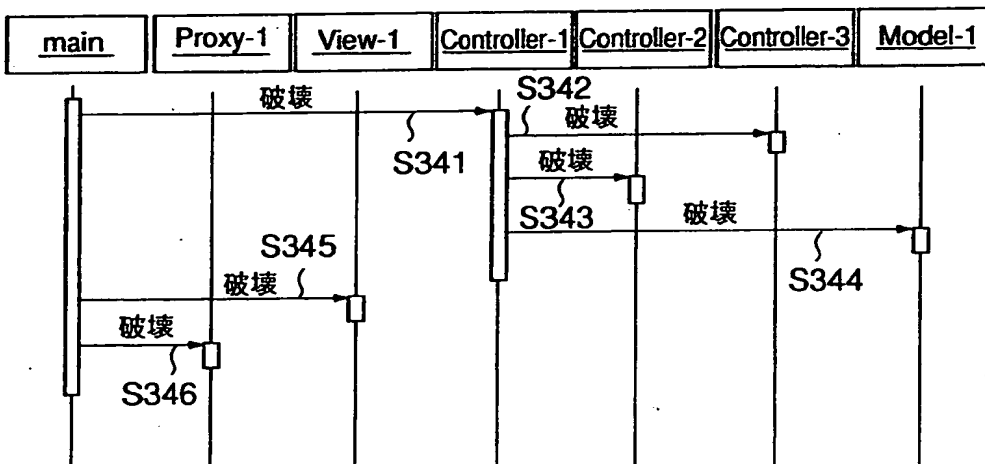 main
Proxy-1
View-1
Controller-1
Controller-2
Controller-3
Model-1
破壊
S341
S342
破壊
破壊
S343
破壊
S344
S345
破壊
破壊
S346